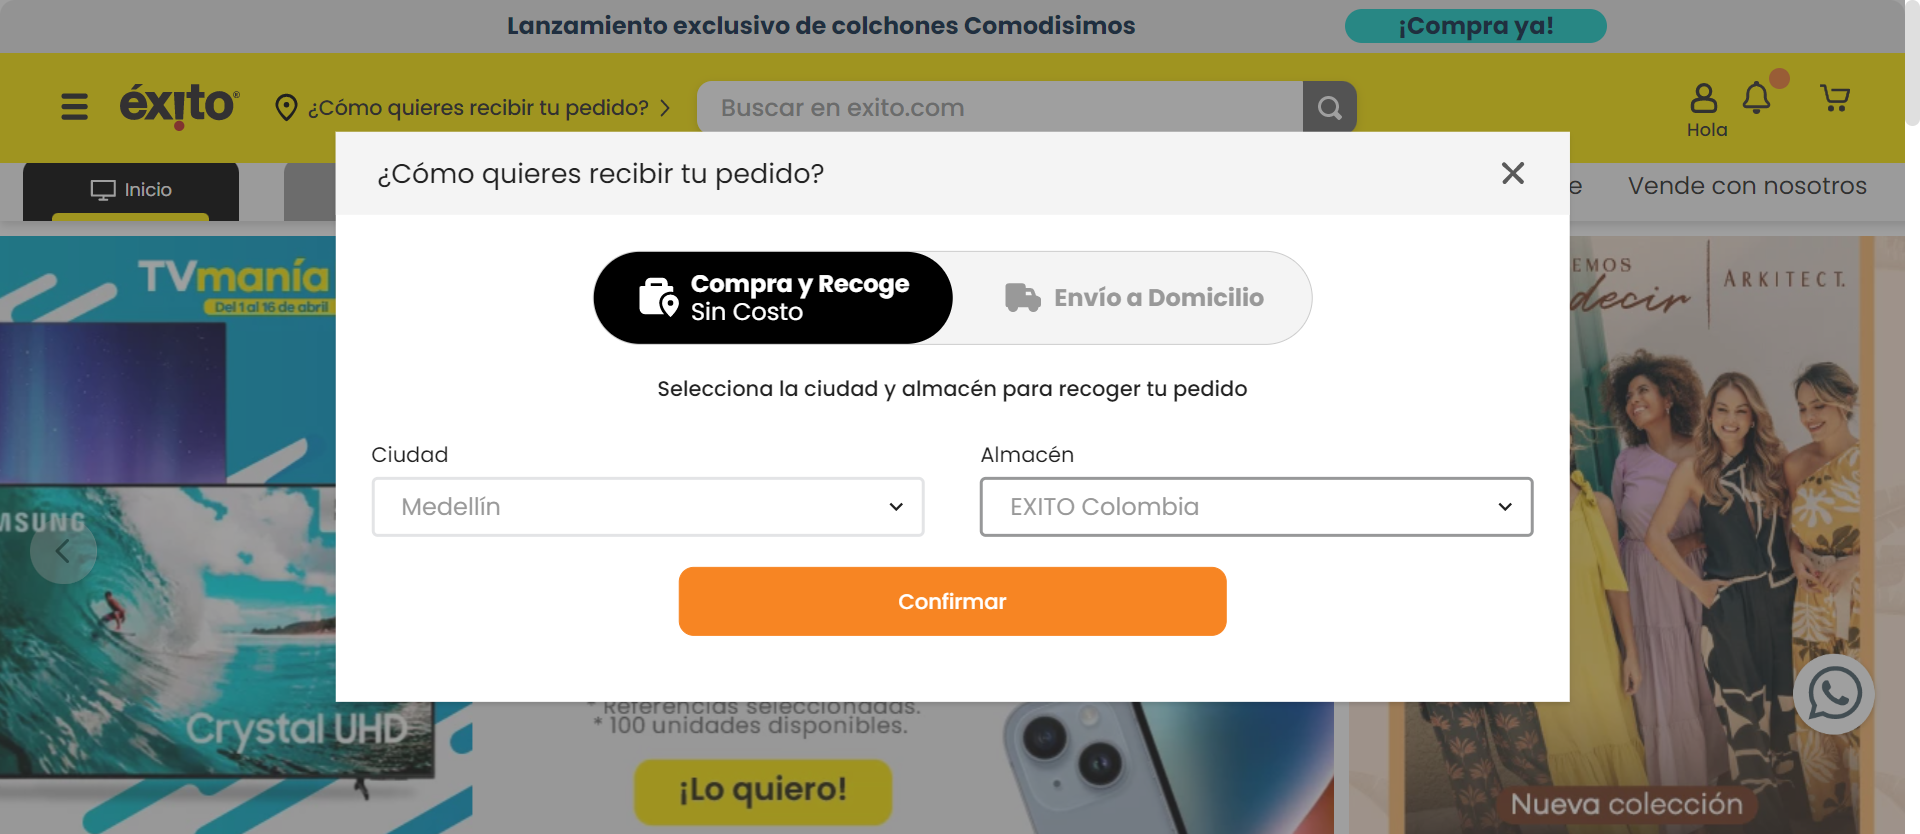 Lanzamiento exclusivo de colchones Comodisimos
¡Compra ya!
éxito
¿Cómo quieres recibir tu pedido?
Buscar en exito.com
Hola
Inicio
Vende con nosotros
¿Cómo quieres recibir tu pedido?
Compra y Recoge
Sin Costo
Envío a Domicilio
Selecciona la ciudad y almacén para recoger tu pedido
Ciudad
Almacén
Medellín
EXITO Colombia
Confirmar
TVmanía
Del 1 al 16 de abril
Crystal UHD
* Referencias seleccionadas.
* 100 unidades disponibles.
¡Lo quiero!
decir
ARKITECT.
Nueva colección